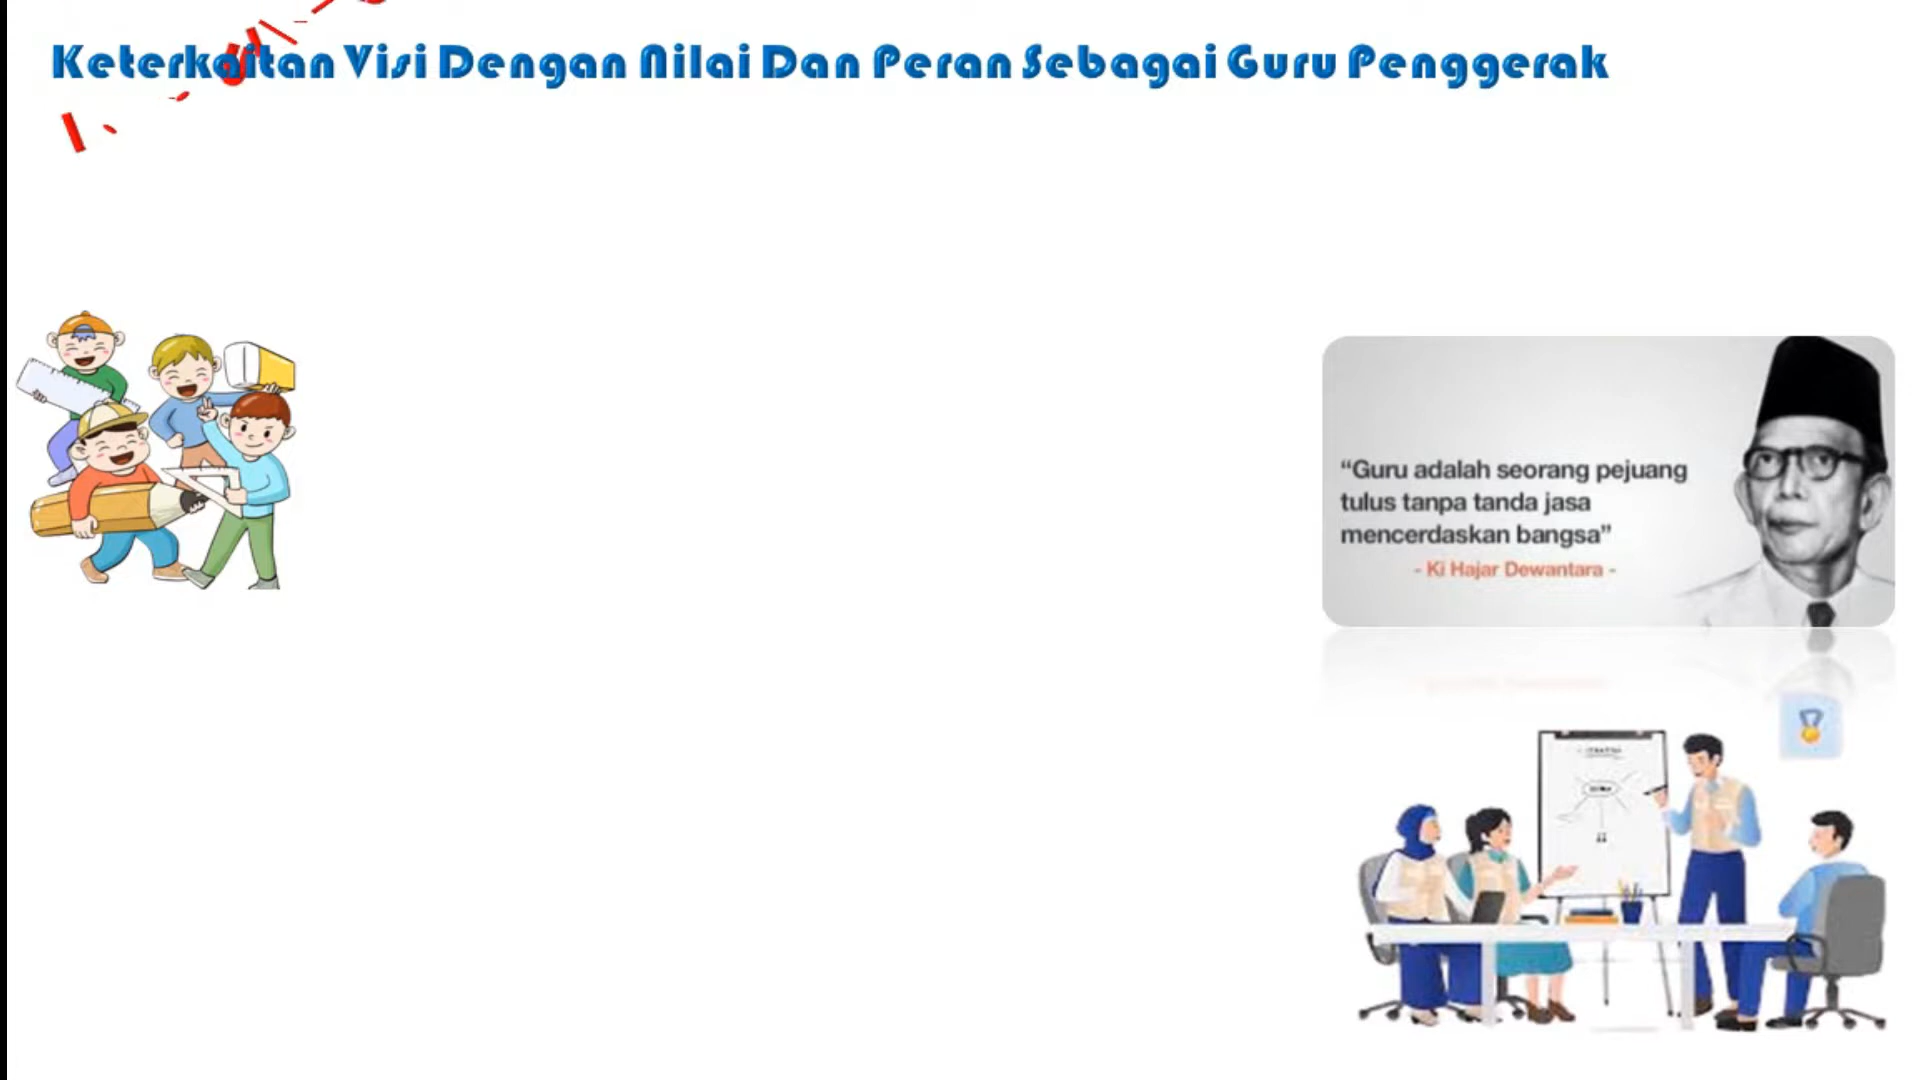 Keterkaitan Visi Dengan Nilai Dan Peran Sebagai Guru Penggerak
1.
“Guru adalah seorang pejuang
tulus tanpa tanda jasa
mencerdaskan bangsa”
- Ki Hajar Dewantara -